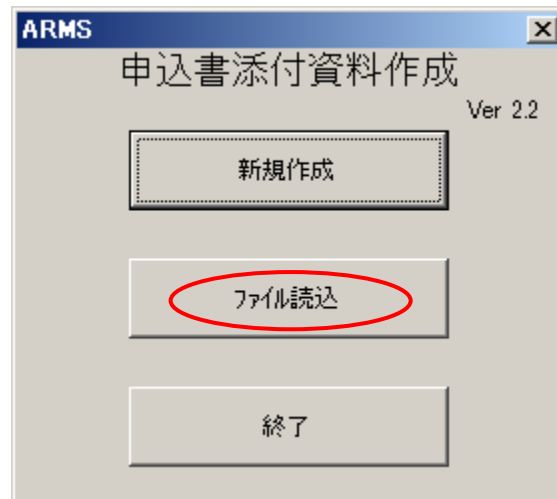 ARMS
申込書添付資料作成
Ver 2.2
新規作成
ﾌｧｲﾙ読込
終了